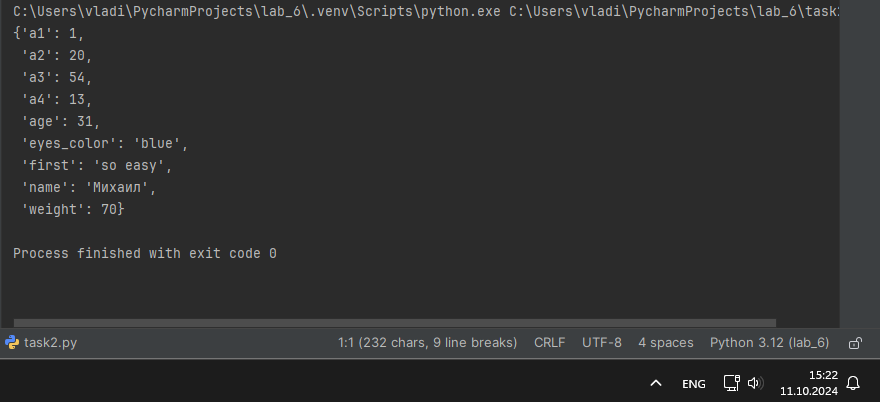 C:\Users\vladi\PycharmProjects\lab_6\.venv\Scripts\python.exe C:\Users\vladi\PycharmProjects\lab_6\task
{'a1': 1,
'a2': 20,
'a3': 54,
'a4': 13,
'age': 31,
'eyes_color': 'blue',
'first': 'so easy',
'name': 'Михаил',
'weight': 70}
Process finished with exit code 0
task2.py 1:1 (232 chars, 9 line breaks) CRLF UTF-8 4 spaces Python 3.12 (lab_6)
ENG 15:22
11.10.2024